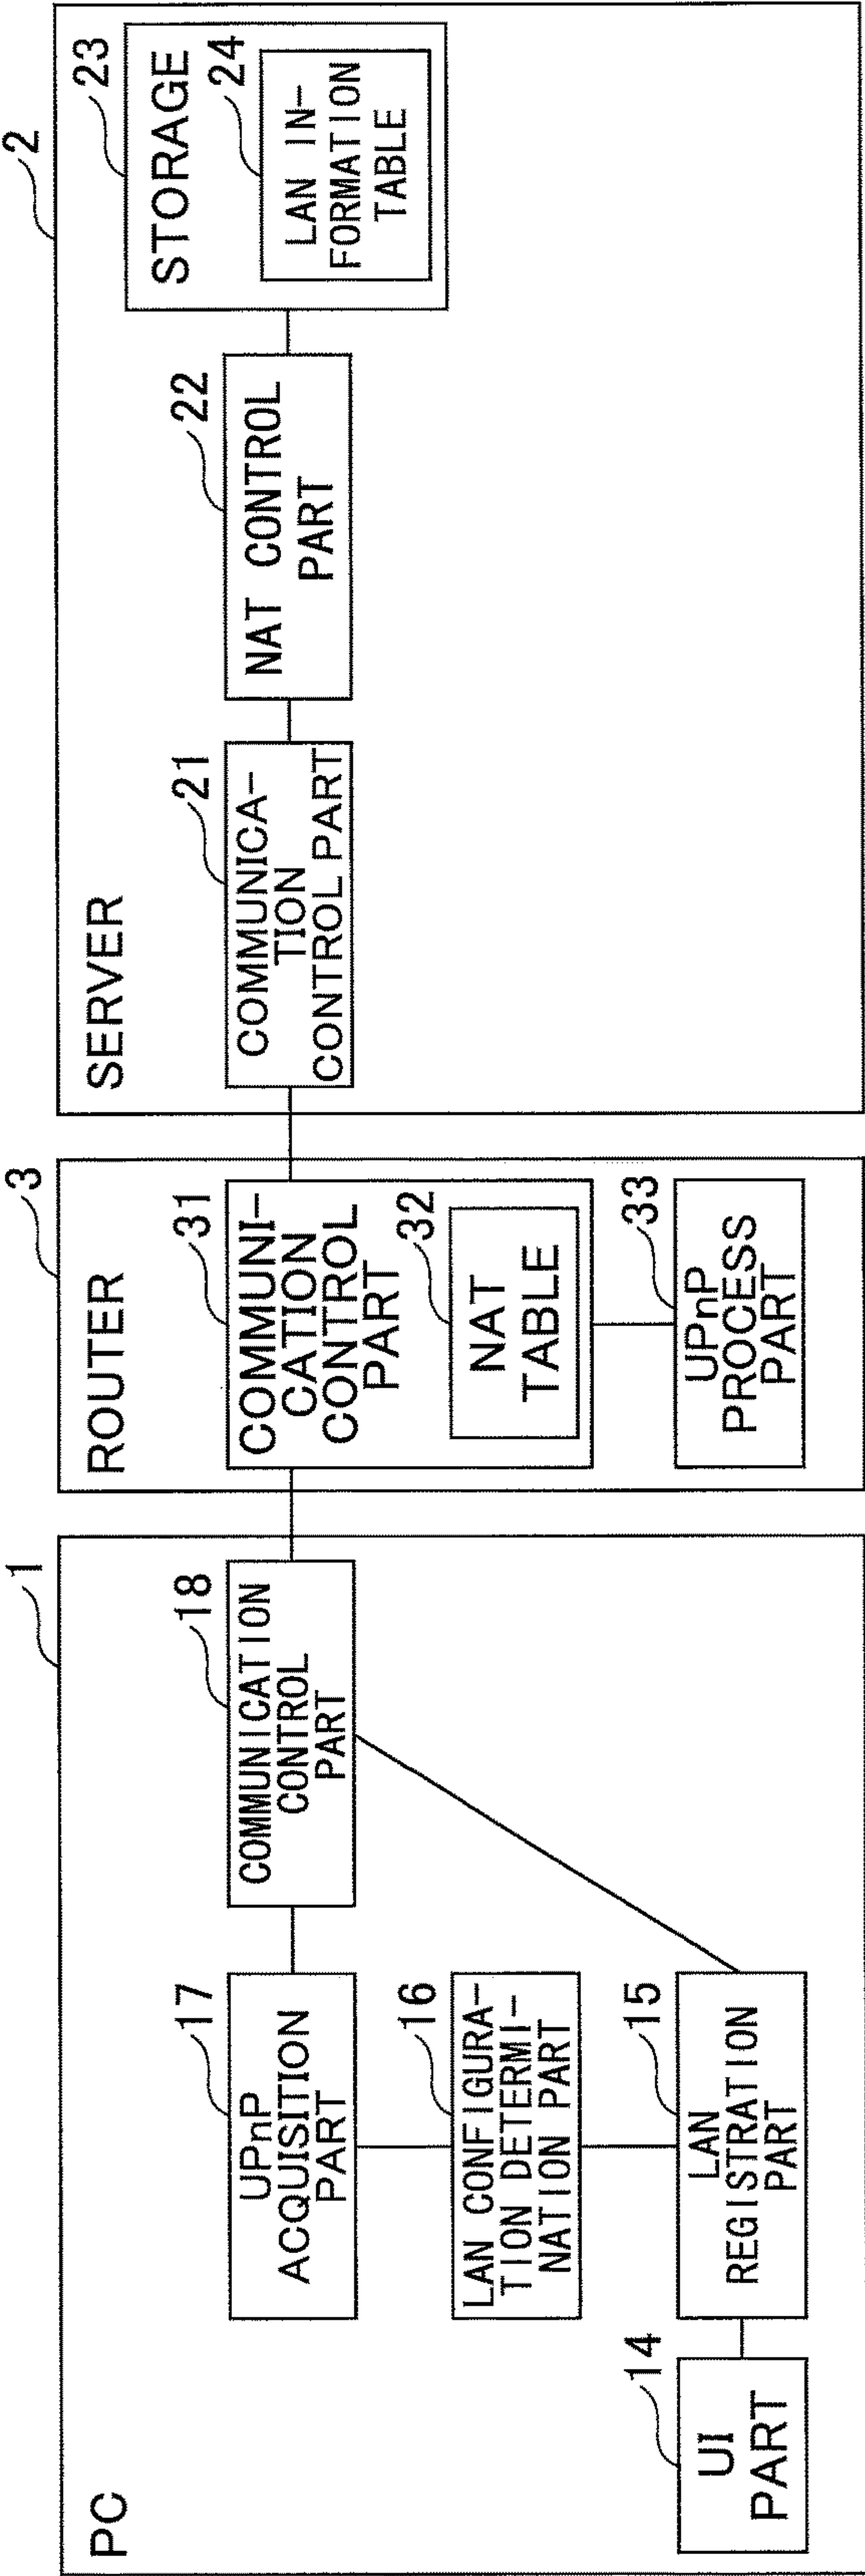 PC
1
UI
PART
14
LAN
REGISTRATION
PART
15
LAN CONFIGURA-
TION DETERMI-
NATION PART
16
UPnP
ACQUISITION
PART
17
COMMUNICATION
CONTROL
PART
18
ROUTER
3
COMMUNI-
CATION
CONTROL
PART
31
NAT
TABLE
32
UPnP
PROCESS
PART
33
SERVER
2
COMMUNICA-
TION
CONTROL PART
21
NAT CONTROL
PART
22
STORAGE
23
LAN IN-
FORMATION
TABLE
24